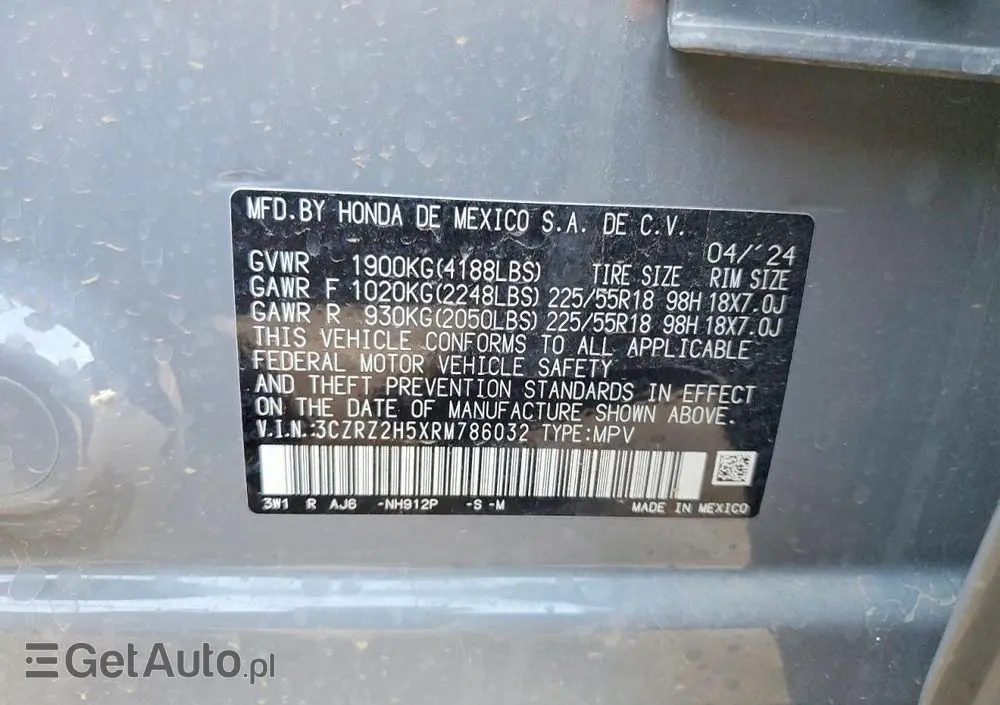 MFD.BY HONDA DE MEXICO S.A. DE C.V.
04/´24
GVWR 1900KG(4188LBS) TIRE SIZE RIM SIZE
GAWR F 1020KG(2248LBS) 225/55R18 98H 18X7.0J
GAWR R 930KG(2050LBS) 225/55R18 98H 18X7.0J
THIS VEHICLE CONFORMS TO ALL APPLICABLE
FEDERAL MOTOR VEHICLE SAFETY
AND THEFT PREVENTION STANDARDS IN EFFECT
ON THE DATE OF MANUFACTURE SHOWN ABOVE.
V.I.N.:3CZRZ2H5XRM786032 TYPE:MPV
3W1 R AJ6 -NH912P -S -M MADE IN MEXICO
GetAuto.pl